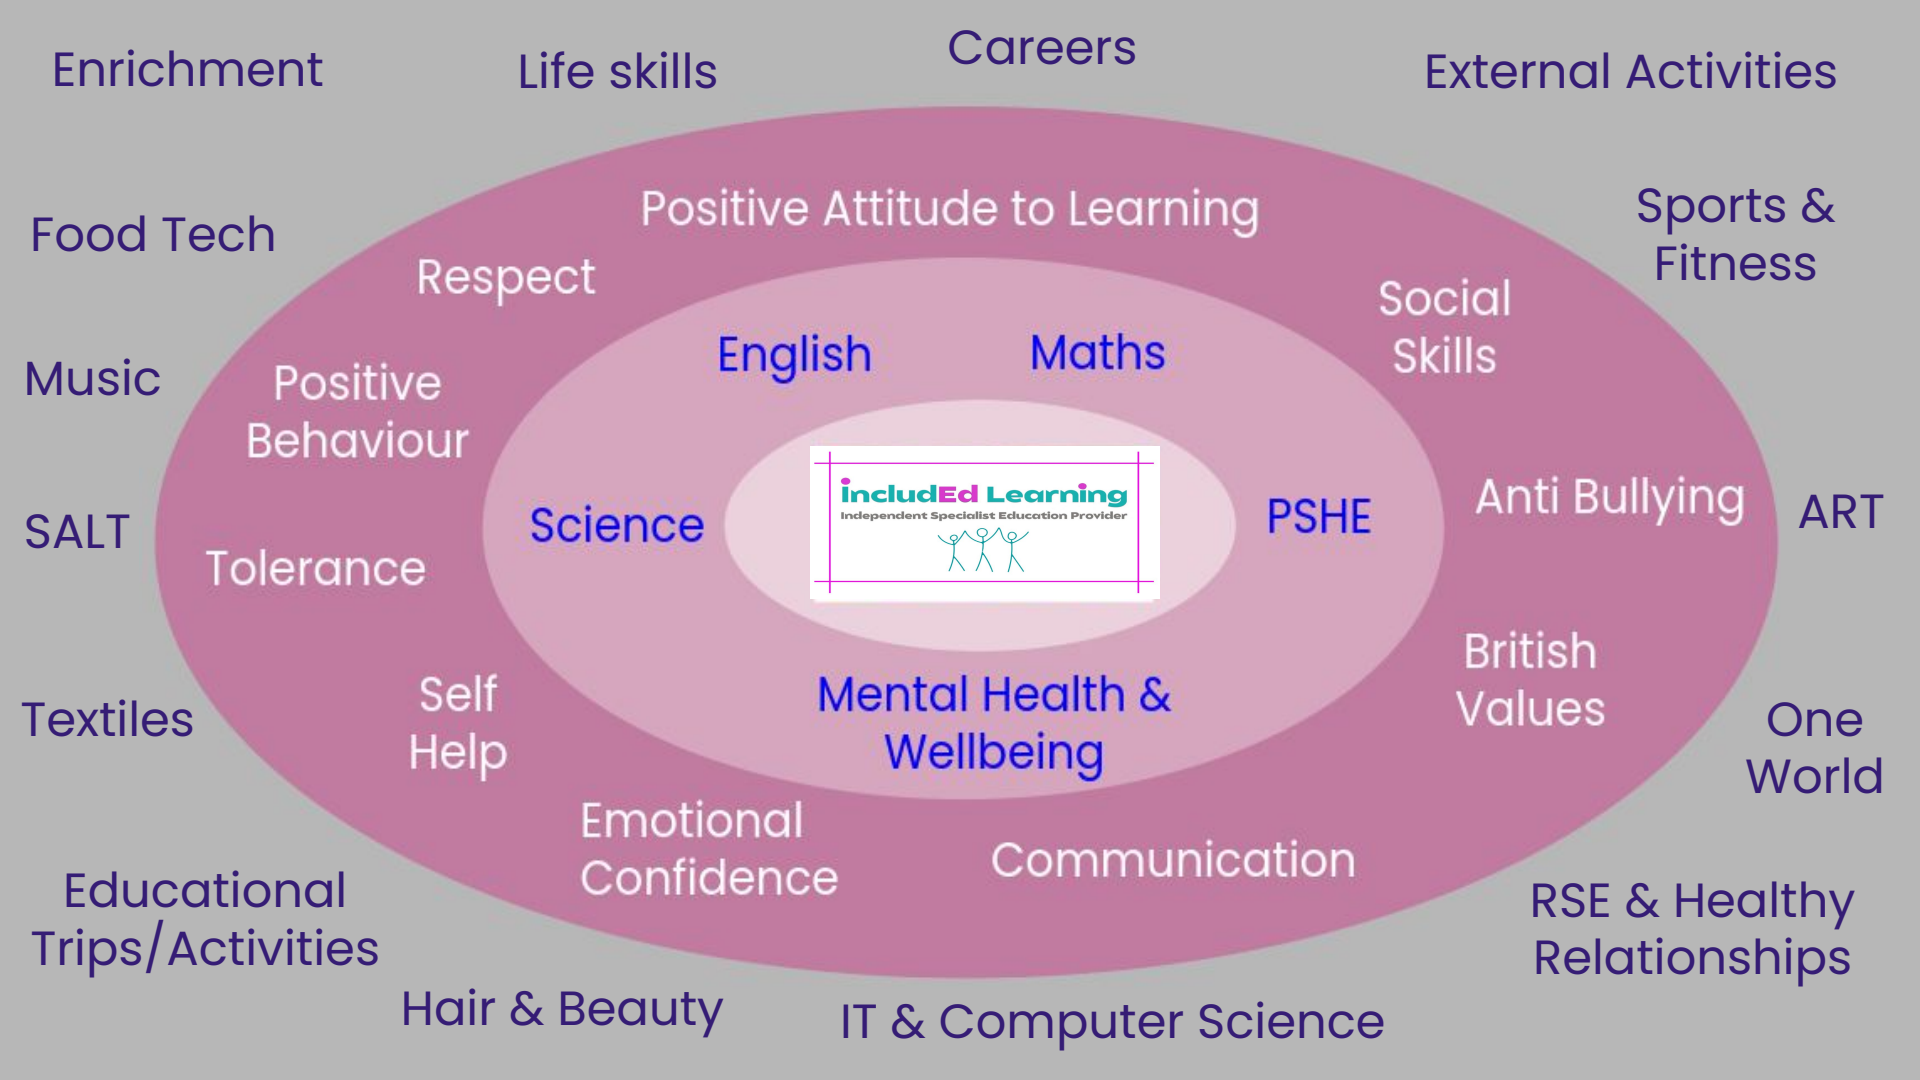 Enrichment
Life skills
Careers
External Activities
Food Tech
Sports &
Fitness
Music
SALT
ART
Textiles
One
World
Educational
Trips/Activities
RSE & Healthy
Relationships
Hair & Beauty
IT & Computer Science
Positive Attitude to Learning
Respect
Social
Skills
Positive
Behaviour
Anti Bullying
Tolerance
British
Values
Self
Help
Emotional
Confidence
Communication
English
Maths
Science
PSHE
Mental Health &
Wellbeing
includEd Learning
Independent Specialist Education Provider